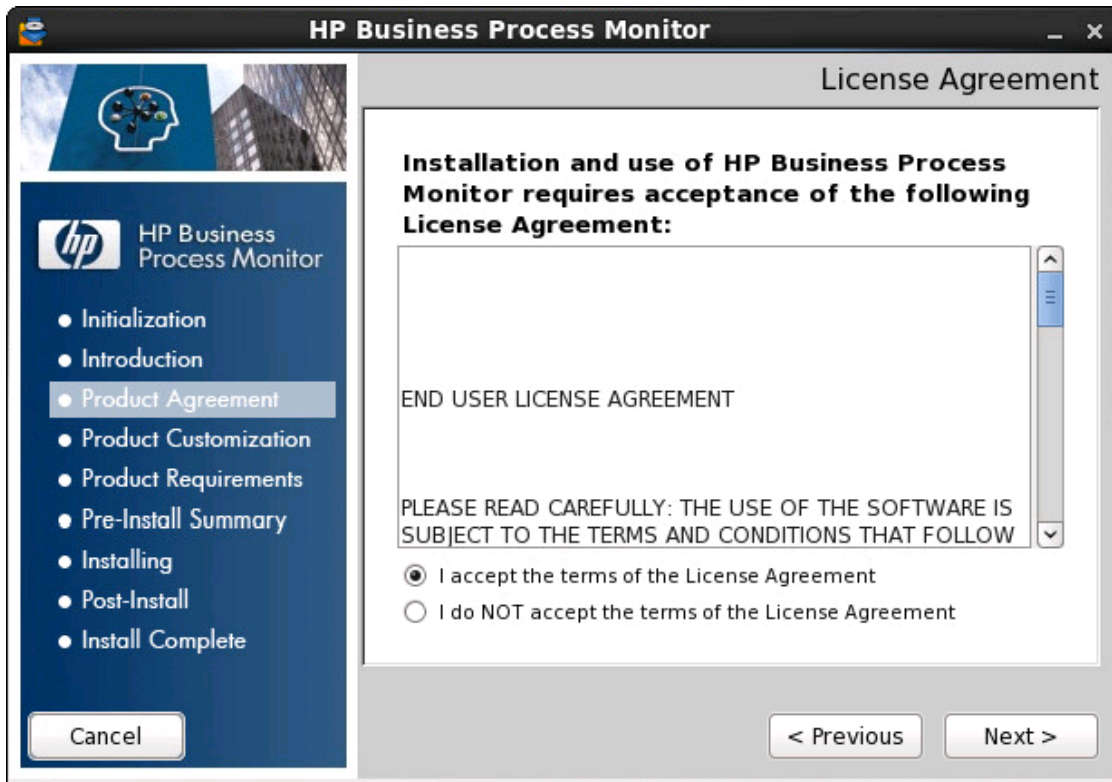 HP Business Process Monitor
License Agreement
hp
HP Business
Process Monitor
Initialization
Introduction
Product Agreement
Product Customization
Product Requirements
Pre-Install Summary
Installing
Post-Install
Install Complete
Installation and use of HP Business Process
Monitor requires acceptance of the following
License Agreement:
END USER LICENSE AGREEMENT
PLEASE READ CAREFULLY: THE USE OF THE SOFTWARE IS
SUBJECT TO THE TERMS AND CONDITIONS THAT FOLLOW
I accept the terms of the License Agreement
I do NOT accept the terms of the License Agreement
Cancel
< Previous
Next >